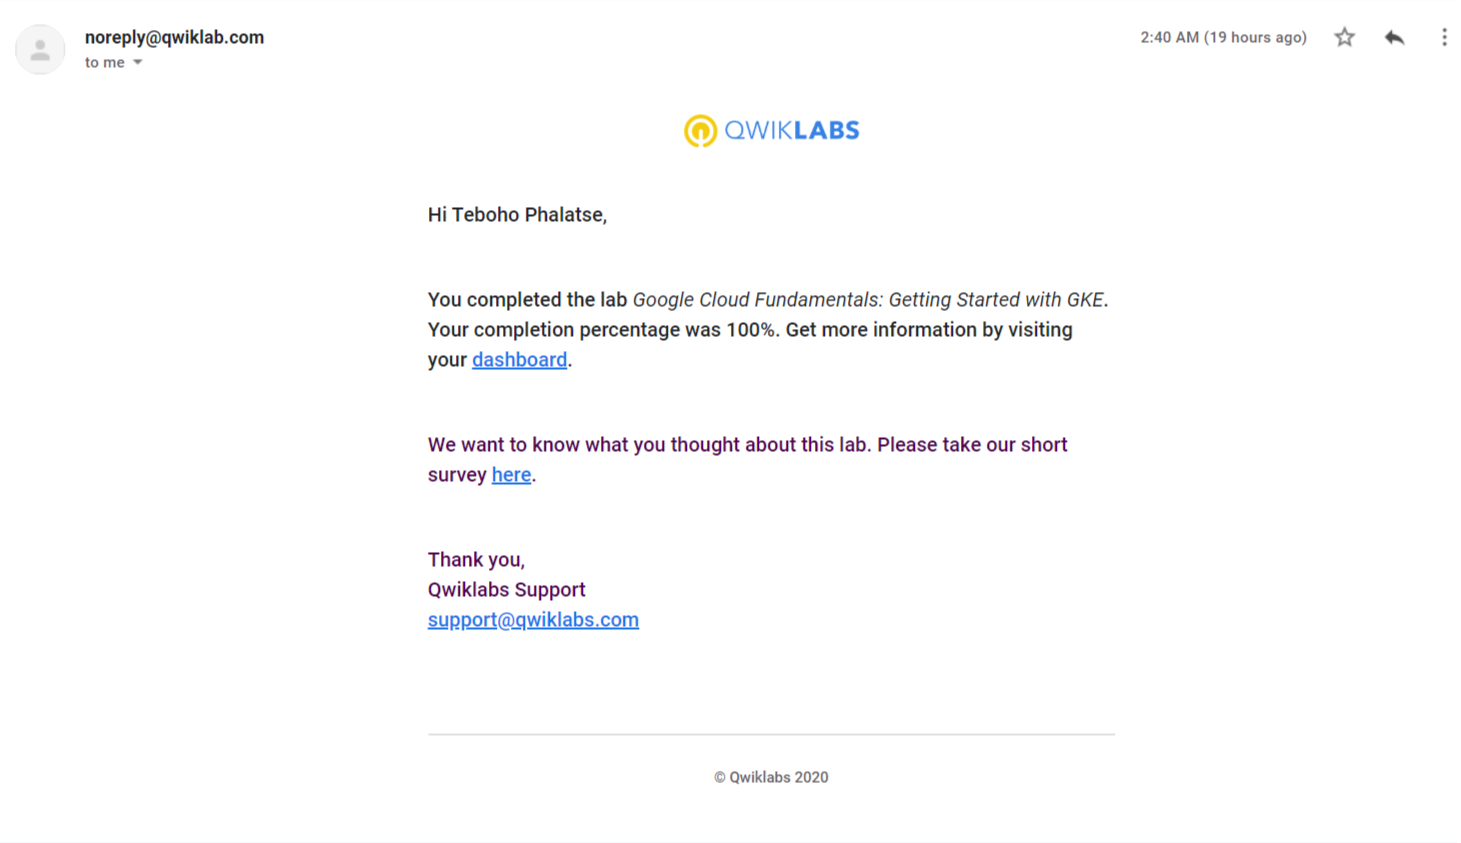 noreply@qwiklab.com
2:40 AM (19 hours ago)
to me
QWIKLABS
Hi Teboho Phalatse,
You completed the lab Google Cloud Fundamentals: Getting Started with GKE.
Your completion percentage was 100%. Get more information by visiting
your dashboard.
We want to know what you thought about this lab. Please take our short
survey here.
Thank you,
Qwiklabs Support
support@qwiklabs.com
© Qwiklabs 2020